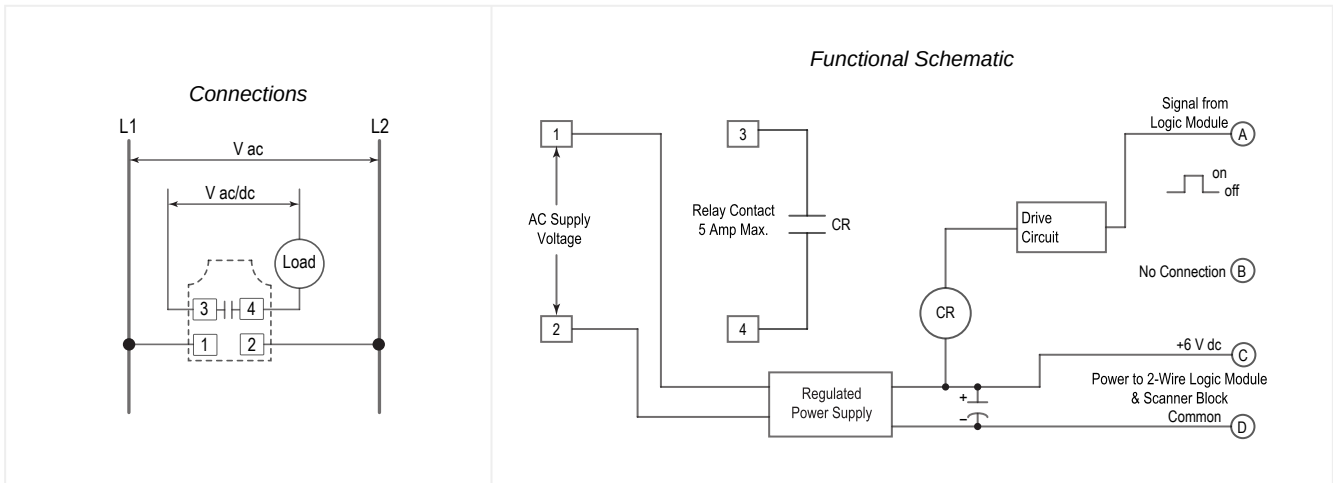 Connections
L1
L2
V ac
V ac/dc
Load
3
4
1
2
Functional Schematic
1
AC Supply
Voltage
2
3
Relay Contact
5 Amp Max.
CR
4
Signal from
Logic Module
A
on
off
Drive
Circuit
No Connection
B
CR
+6 V dc
C
Regulated
Power Supply
+
–
Power to 2-Wire Logic Module
& Scanner Block
Common
D